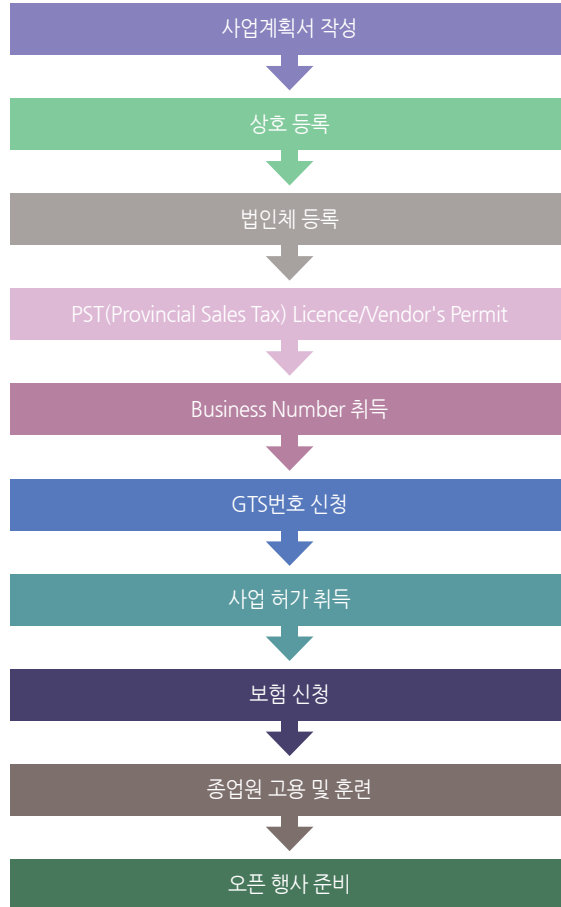 사업계획서 작성
상호 등록
법인체 등록
PST(Provincial Sales Tax) Licence/Vendor's Permit
Business Number 취득
GTS번호 신청
사업 허가 취득
보험 신청
종업원 고용 및 훈련
오픈 행사 준비